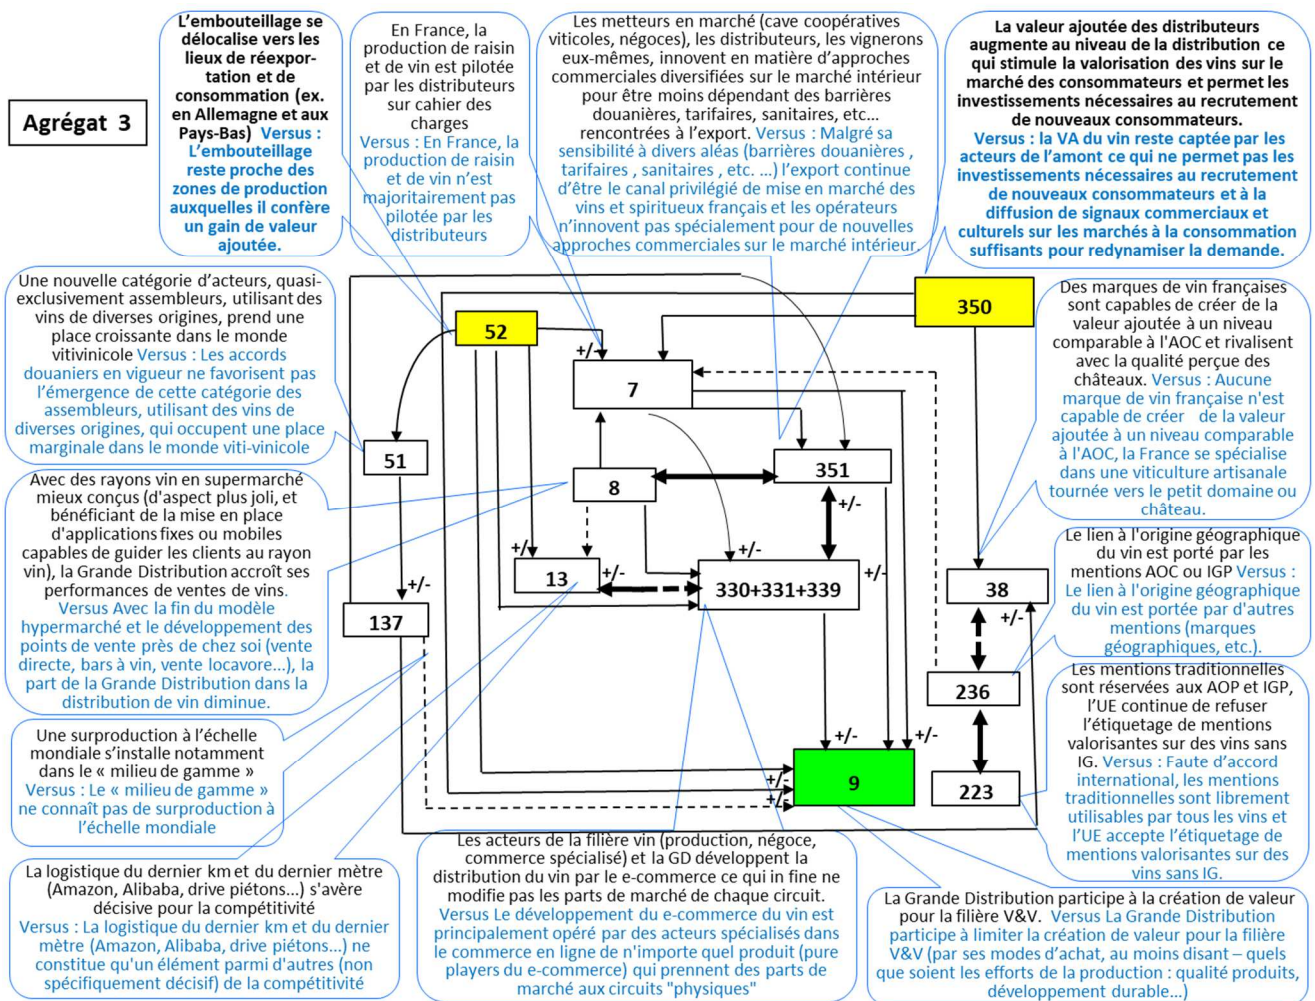 Agrégat 3
L’embouteillage se
délocalise vers les
lieux de réexpor-
tation et de
consommation (ex.
en Allemagne et aux
Pays-Bas) Versus :
L’embouteillage
reste proche des
zones de production
auxquelles il confère
un gain de valeur
ajoutée.
En France, la
production de raisin
et de vin est pilotée
par les distributeurs
sur cahier des
charges
Versus : En France, la
production de raisin
et de vin n’est
majoritairement pas
pilotée par les
distributeurs
Les metteurs en marché (cave coopératives
viticoles, négoces), les distributeurs, les vignerons
eux-mêmes, innovent en matière d’approches
commerciales diversifiées sur le marché intérieur
pour être moins dépendant des barrières
douanières, tarifaires, sanitaires, etc…
rencontrées à l’export. Versus : Malgré sa
sensibilité à divers aléas (barrières douanières ,
tarifaires , sanitaires , etc. …) l’export continue
d’être le canal privilégié de mise en marché des
vins et spiritueux français et les opérateurs
n’innovent pas spécialement pour de nouvelles
approches commerciales sur le marché intérieur.
La valeur ajoutée des distributeurs
augmente au niveau de la distribution ce
qui stimule la valorisation des vins sur le
marché des consommateurs et permet les
investissements nécessaires au recrutement
de nouveaux consommateurs.
Versus : la VA du vin reste captée par les
acteurs de l’amont ce qui ne permet pas les
investissements nécessaires au recrutement
de nouveaux consommateurs et à la
diffusion de signaux commerciaux et
culturels sur les marchés à la consommation
suffisants pour redynamiser la demande.
Une nouvelle catégorie d’acteurs, quasi-
exclusivement assembleurs, utilisant des
vins de diverses origines, prend une
place croissante dans le monde
vitivinicole Versus : Les accords
douaniers en vigueur ne favorisent pas
l’émergence de cette catégorie des
assembleurs, utilisant des vins de
diverses origines, qui occupent une place
marginale dans le monde viti-vinicole
Avec des rayons vin en supermarché
mieux conçus (d'aspect plus joli, et
bénéficiant de la mise en place
d'applications fixes ou mobiles
capables de guider les clients au rayon
vin), la Grande Distribution accroît ses
performances de ventes de vins.
Versus Avec la fin du modèle
hypermarché et le développement des
points de vente près de chez soi (vente
directe, bars à vin, vente locavore...), la
part de la Grande Distribution dans la
distribution de vin diminue.
Une surproduction à l’échelle
mondiale s’installe notamment
dans le « milieu de gamme »
Versus : Le « milieu de gamme »
ne connaît pas de surproduction à
l’échelle mondiale
La logistique du dernier km et du dernier mètre
(Amazon, Alibaba, drive piétons...) s'avère
décisive pour la compétitivité
Versus : La logistique du dernier km et du dernier
mètre (Amazon, Alibaba, drive piétons...) ne
constitue qu'un élément parmi d'autres (non
spécifiquement décisif) de la compétitivité
52
350
+/-
7
51
8
351
+/-
+/-
13
+/-
+/-
330+331+339
+/-
+/-
137
38
+/-
236
+/-
+/-
+/-
+/-
9
223
Des marques de vin françaises
sont capables de créer de la
valeur ajoutée à un niveau
comparable à l'AOC et rivalisent
avec la qualité perçue des
châteaux. Versus : Aucune
marque de vin française n'est
capable de créer de la valeur
ajoutée à un niveau comparable
à l'AOC, la France se spécialise
dans une viticulture artisanale
tournée vers le petit domaine ou
château.
Le lien à l'origine géographique
du vin est porté par les
mentions AOC ou IGP Versus :
Le lien à l'origine géographique
du vin est portée par d'autres
mentions (marques
géographiques, etc.).
Les mentions traditionnelles
sont réservées aux AOP et IGP,
l’UE continue de refuser
l’étiquetage de mentions
valorisantes sur des vins sans
IG. Versus : Faute d’accord
international, les mentions
traditionnelles sont librement
utilisables par tous les vins et
l’UE accepte l’étiquetage de
mentions valorisantes sur des
vins sans IG.
Les acteurs de la filière vin (production, négoce,
commerce spécialisé) et la GD développent la
distribution du vin par le e-commerce ce qui in fine ne
modifie pas les parts de marché de chaque circuit.
Versus Le développement du e-commerce du vin est
principalement opéré par des acteurs spécialisés dans
le commerce en ligne de n'importe quel produit (pure
players du e-commerce) qui prennent des parts de
marché aux circuits "physiques"
La Grande Distribution participe à la création de valeur
pour la filière V&V. Versus La Grande Distribution
participe à limiter la création de valeur pour la filière
V&V (par ses modes d’achat, au moins disant – quels
que soient les efforts de la production : qualité produits,
développement durable...)